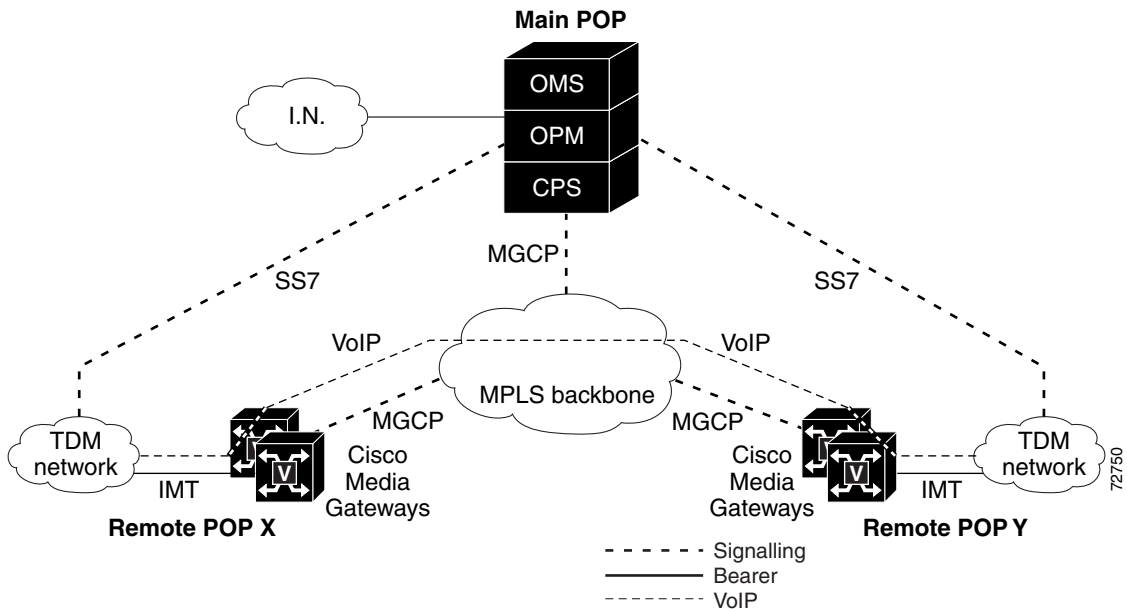 Main POP
OMS
OPM
CPS
I.N.
MGCP
SS7
SS7
VoIP
VoIP
MPLS backbone
MGCP
MGCP
TDM
network
IMT
V
V
Cisco
Media
Gateways
Remote POP X
Cisco
Media
Gateways
V
V
IMT
TDM
network
Remote POP Y
72750
Signalling
Bearer
VoIP